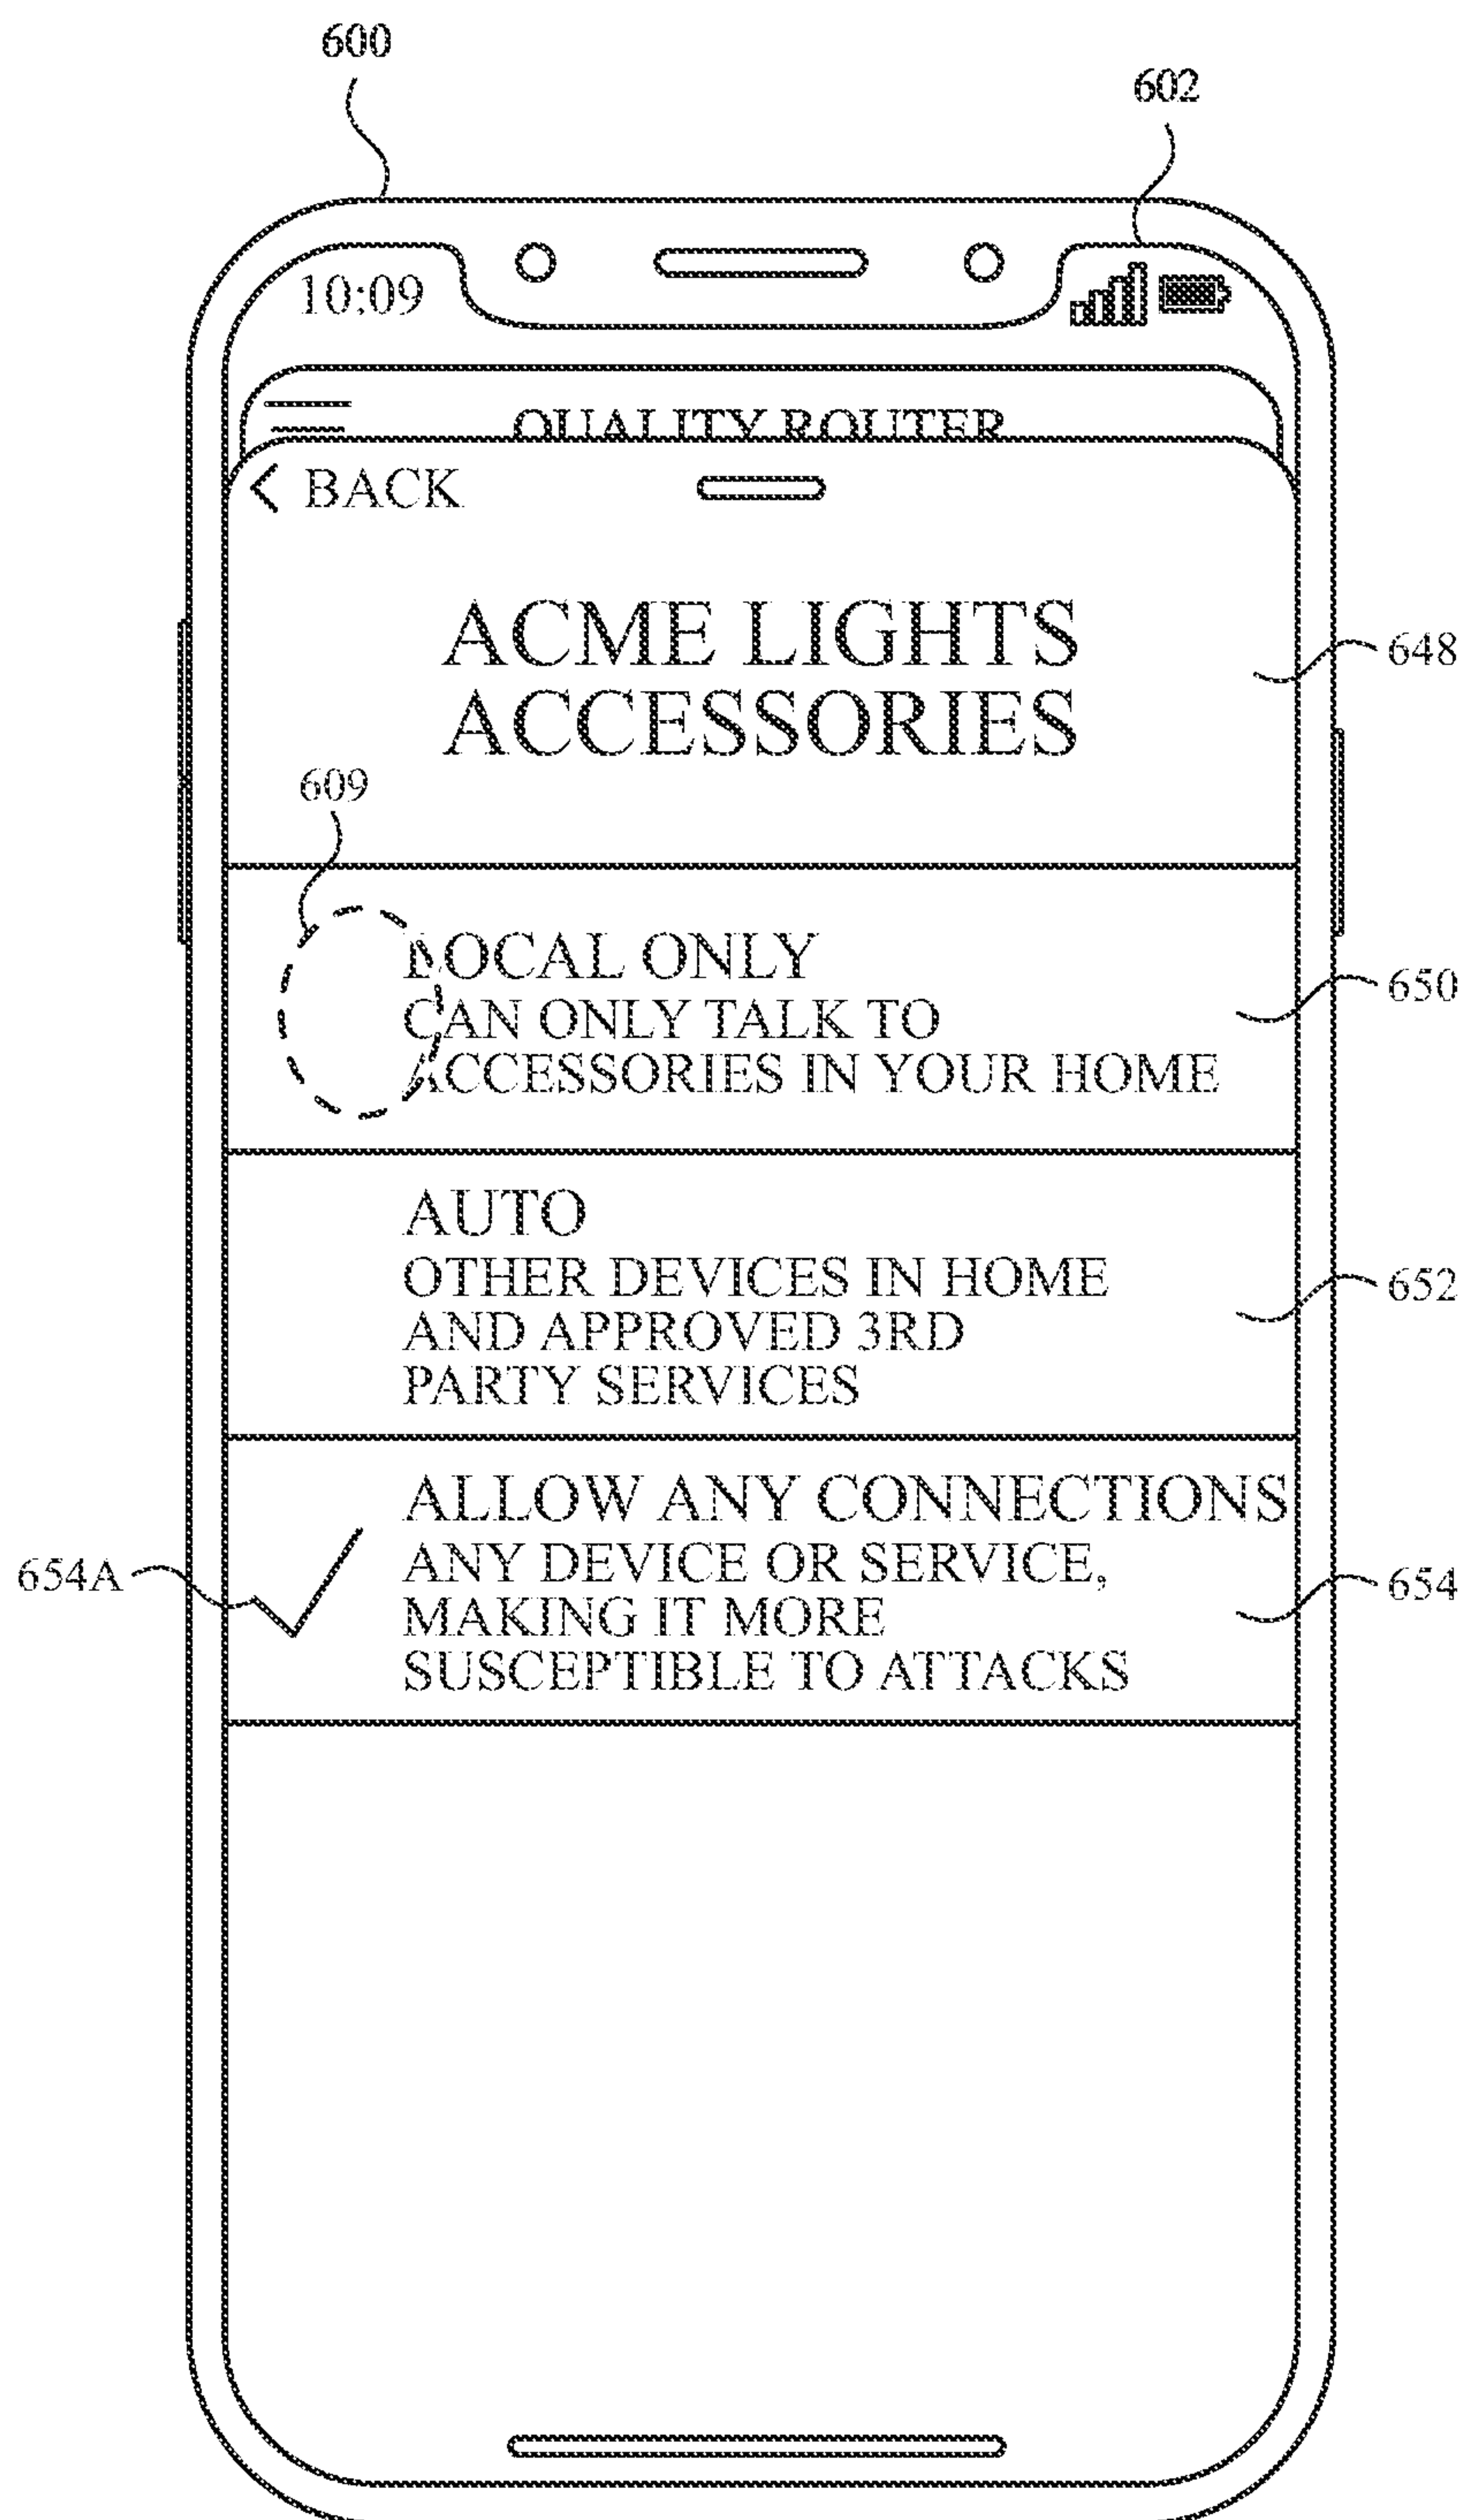 600
602
10:09
QUALITY ROUTER
BACK
ACME LIGHTS
ACCESSORIES
648
609
LOCAL ONLY
CAN ONLY TALK TO
ACCESSORIES IN YOUR HOME
650
AUTO
OTHER DEVICES IN HOME
AND APPROVED 3RD
PARTY SERVICES
652
ALLOW ANY CONNECTIONS
ANY DEVICE OR SERVICE,
MAKING IT MORE
SUSCEPTIBLE TO ATTACKS
654A
654